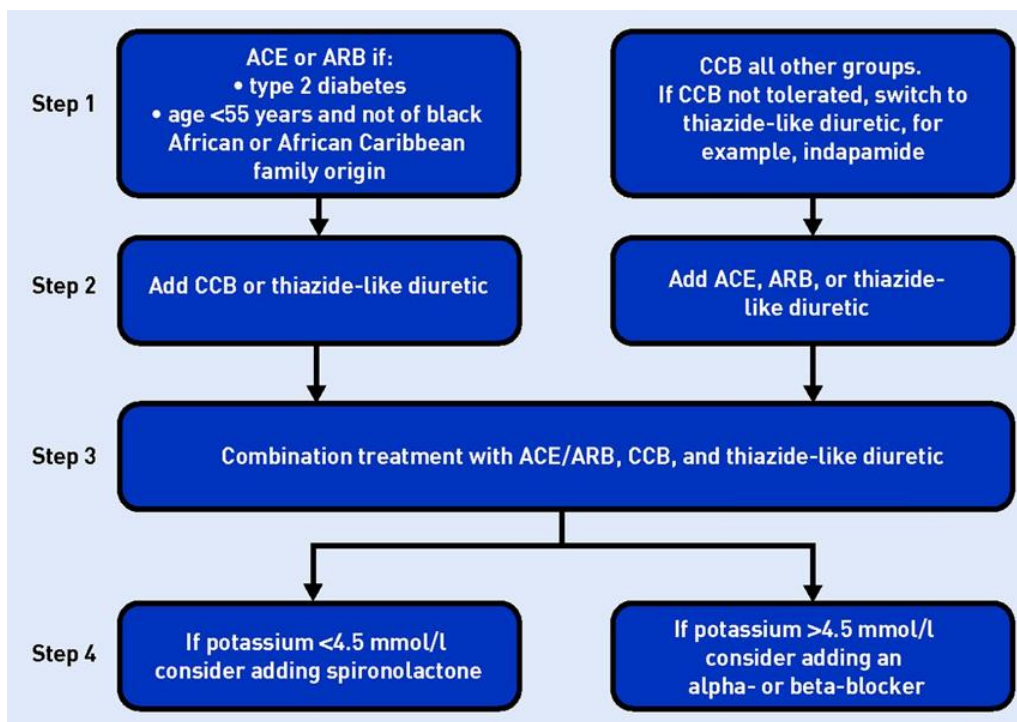 Step 1
ACE or ARB if:
• type 2 diabetes
• age <55 years and not of black
African or African Caribbean
family origin
CCB all other groups.
If CCB not tolerated, switch to
thiazide-like diuretic, for
example, indapamide
Step 2
Add CCB or thiazide-like diuretic
Add ACE, ARB, or thiazide-
like diuretic
Step 3
Combination treatment with ACE/ARB, CCB, and thiazide-like diuretic
Step 4
If potassium <4.5 mmol/l
consider adding spironolactone
If potassium >4.5 mmol/l
consider adding an
alpha- or beta-blocker